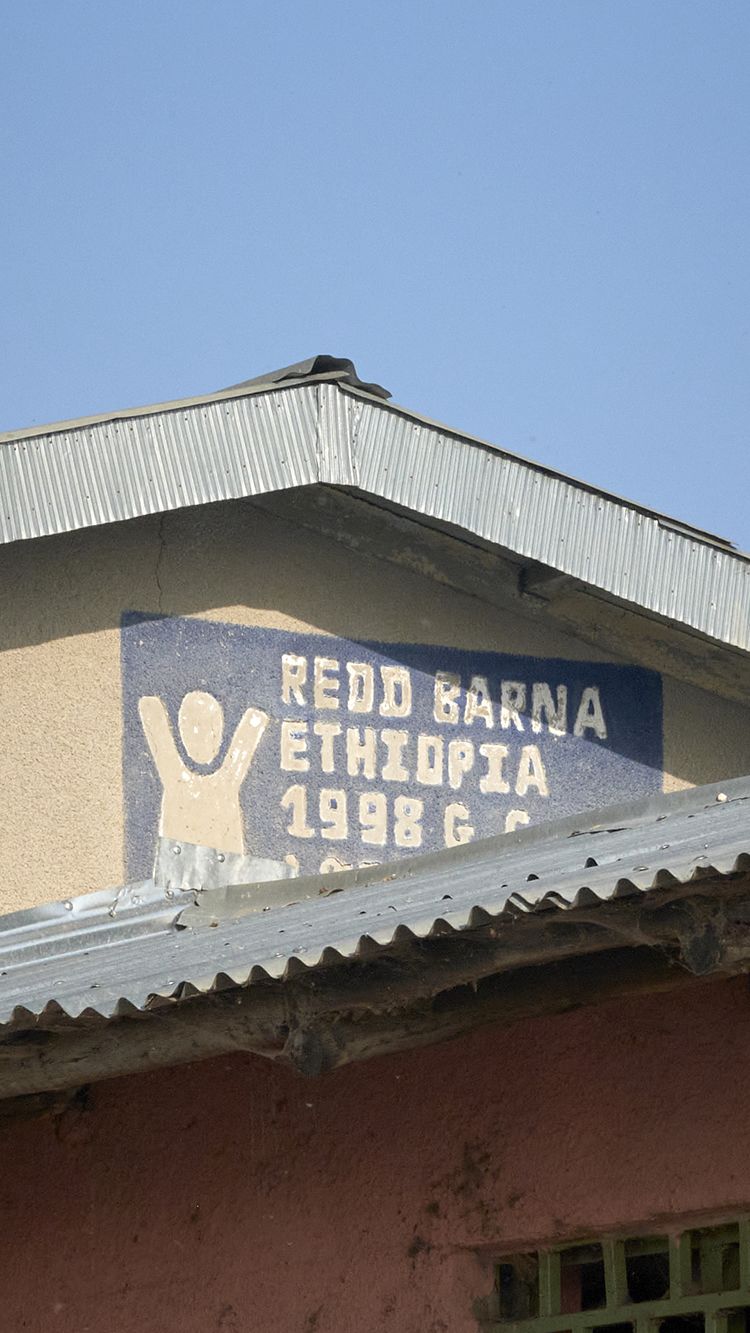 REDD BARNA
ETHIOPIA
1998 G.C